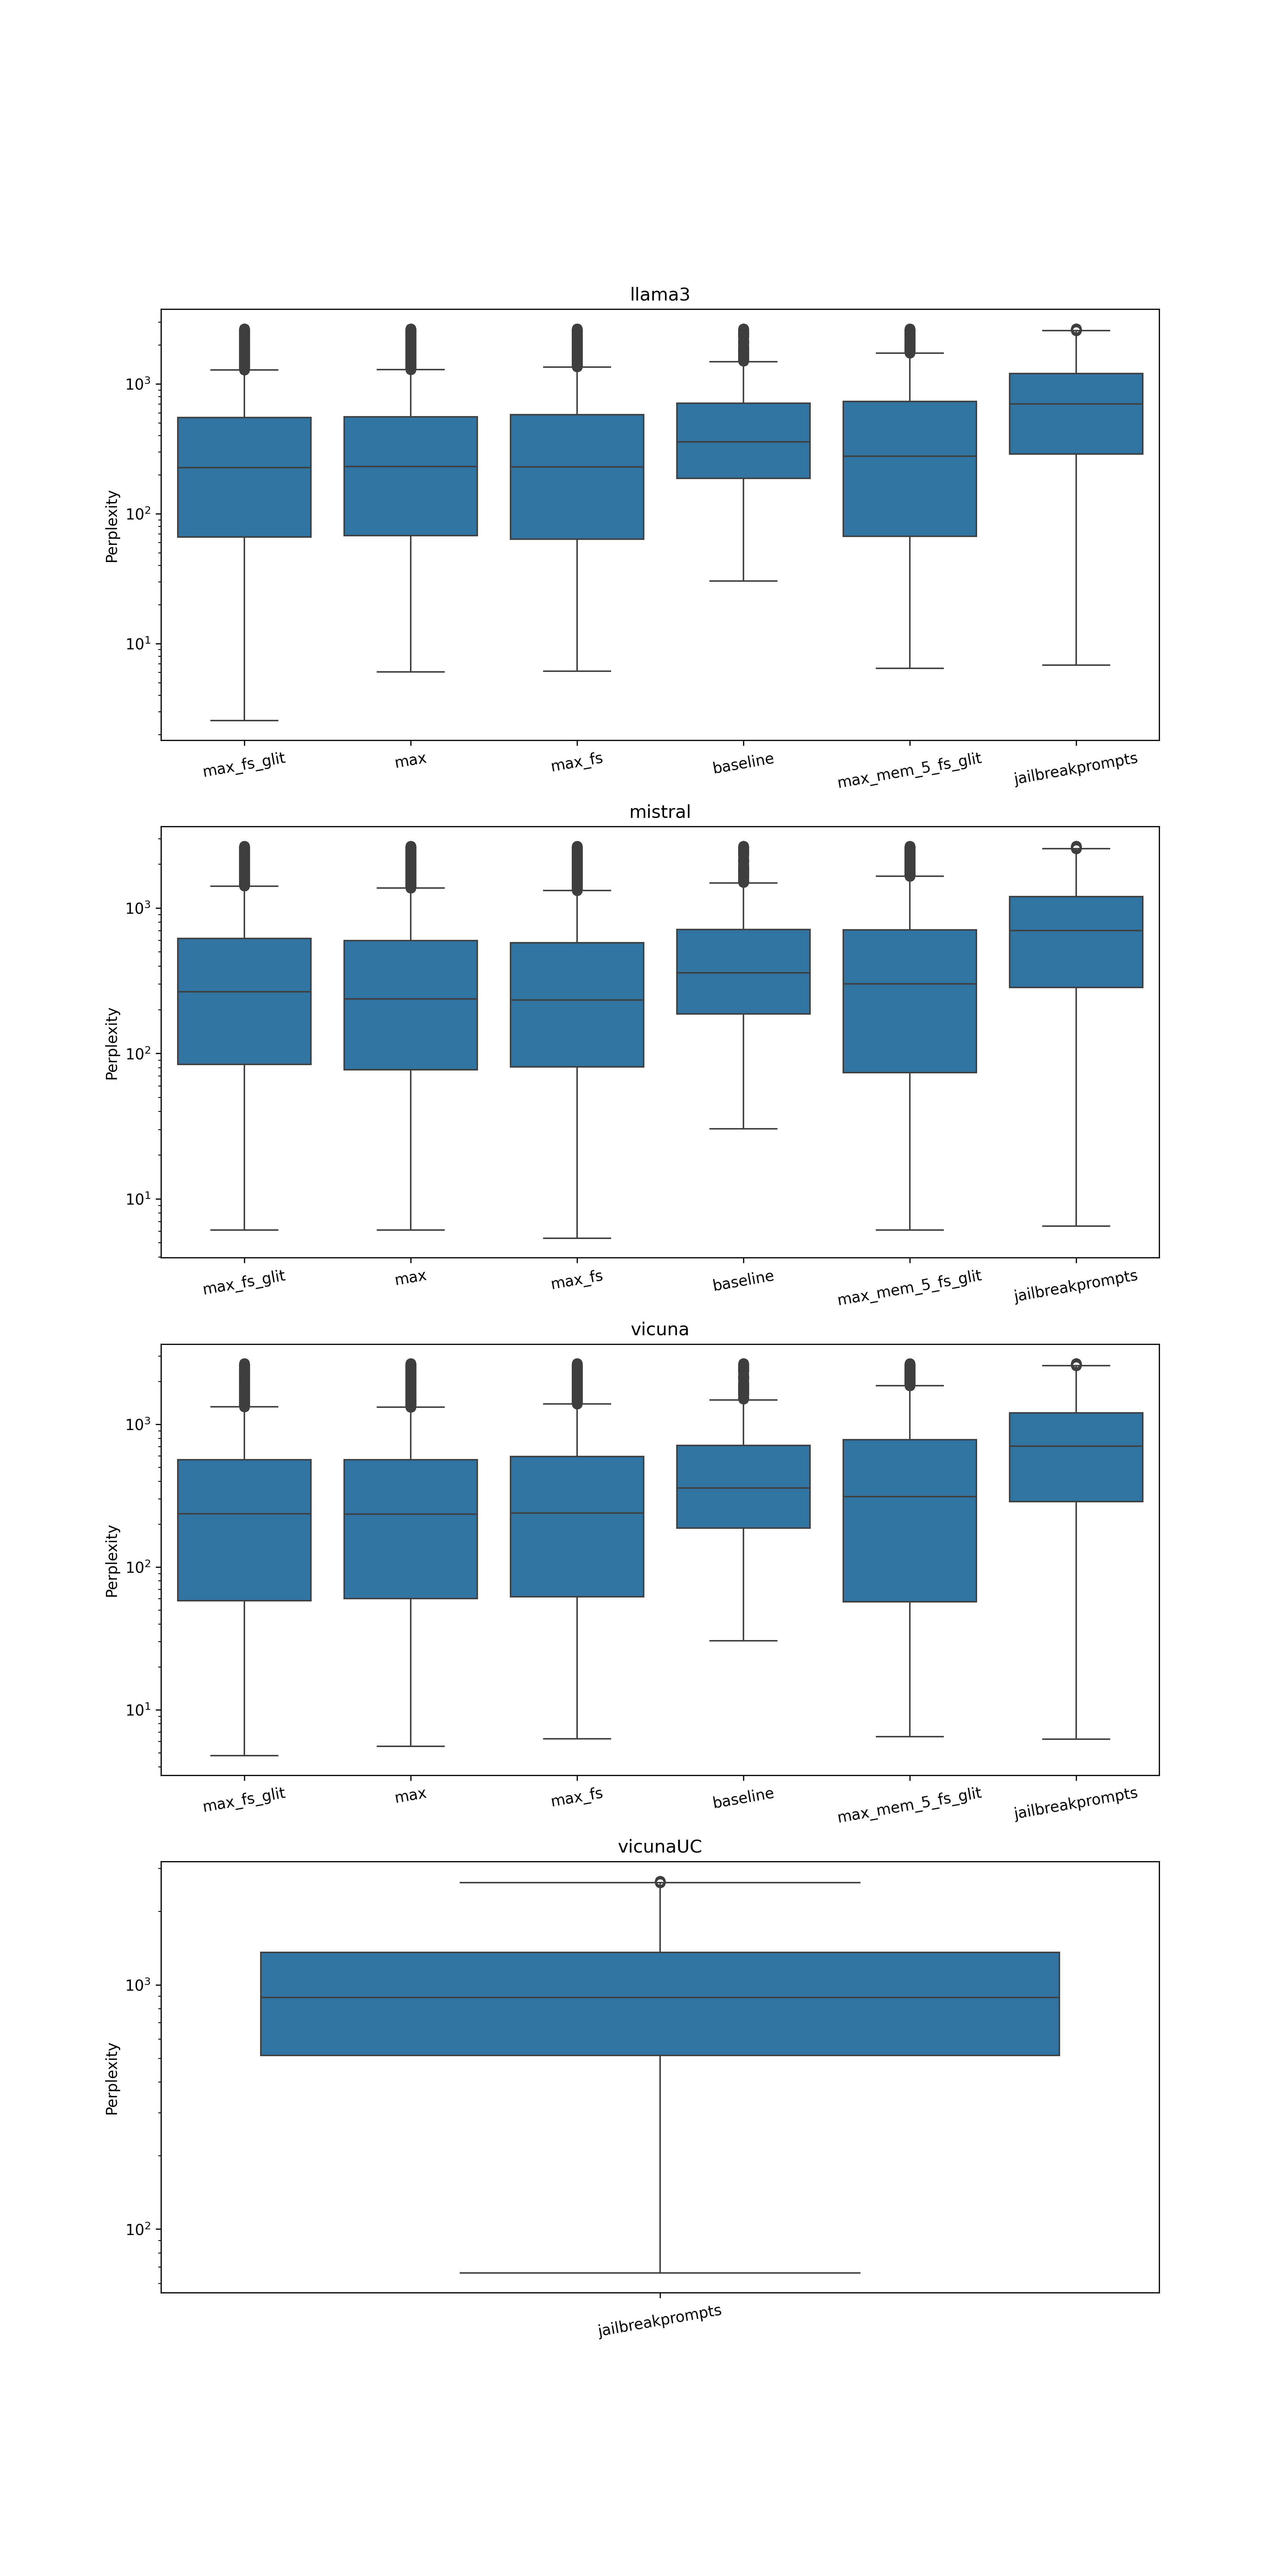 llama3
Perplexity
10³
10²
10¹
max_fs_glit
max
max_fs
baseline
max_mem_5_fs_glit
jailbreakprompts
mistral
Perplexity
10³
10²
10¹
max_fs_glit
max
max_fs
baseline
max_mem_5_fs_glit
jailbreakprompts
vicuna
Perplexity
10³
10²
10¹
max_fs_glit
max
max_fs
baseline
max_mem_5_fs_glit
jailbreakprompts
vicunaUC
Perplexity
10³
10²
jailbreakprompts